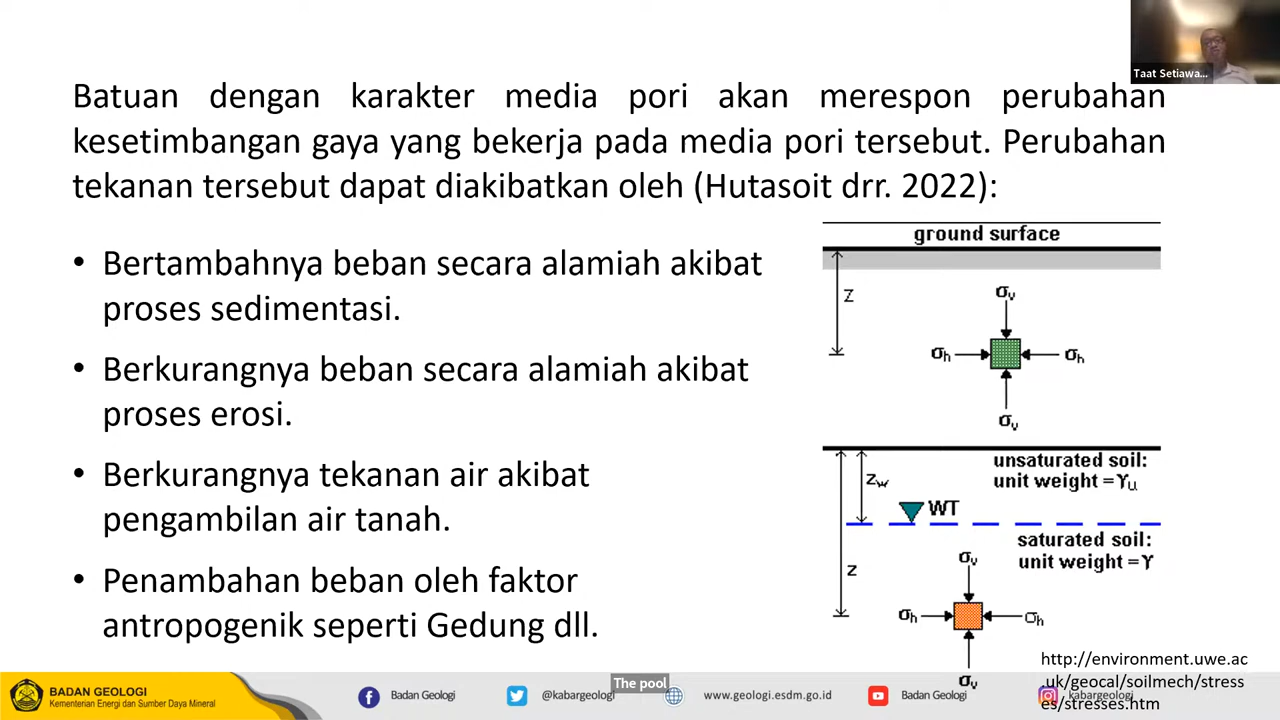 Taat Setiawa...
Batuan dengan karakter media pori akan merespon perubahan
kesetimbangan gaya yang bekerja pada media pori tersebut. Perubahan
tekanan tersebut dapat diakibatkan oleh (Hutasoit drr. 2022):
• Bertambahnya beban secara alamiah akibat
proses sedimentasi.
• Berkurangnya beban secara alamiah akibat
proses erosi.
• Berkurangnya tekanan air akibat
pengambilan air tanah.
• Penambahan beban oleh faktor
antropogenik seperti Gedung dll.
ground surface
z
σv
σh
σh
σv
zw
unsaturated soil:
unit weight = γu
WT
saturated soil:
unit weight = γ
z
σv
σh
σh
σv
http://environment.uwe.ac
.uk/geocal/soilmech/stress
es/stresses.htm
BADAN GEOLOGI
Kementerian Energi dan Sumber Daya Mineral
Badan Geologi
@kabargeologi
The pool
www.geologi.esdm.go.id
Badan Geologi
kabargeologi